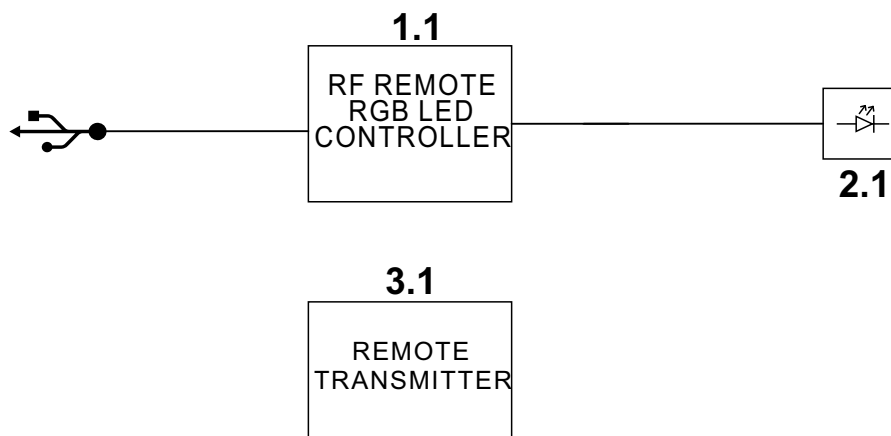 1.1
RF REMOTE
RGB LED
CONTROLLER
2.1
3.1
REMOTE
TRANSMITTER